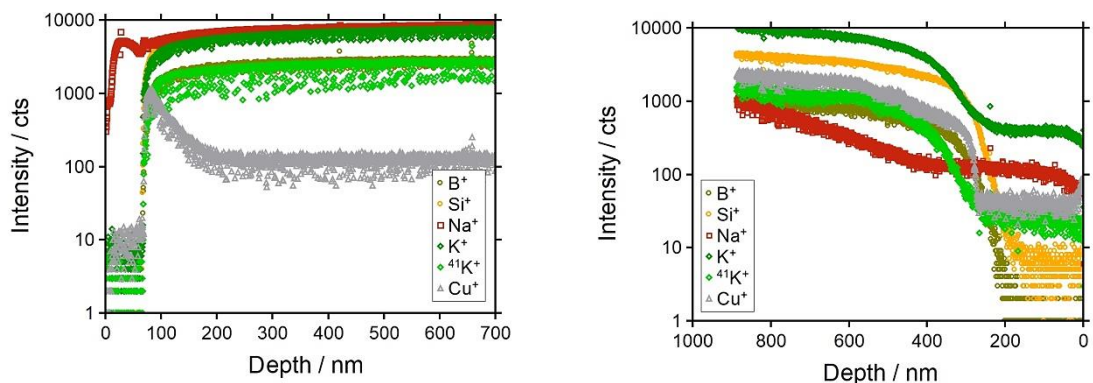 10000
1000
100
10
1
Intensity / cts
0 100 200 300 400 500 600 700
Depth / nm
B⁺
Si⁺
Na⁺
K⁺
⁴¹K⁺
Cu⁺
10000
1000
100
10
1
Intensity / cts
1000 800 600 400 200 0
Depth / nm
B⁺
Si⁺
Na⁺
K⁺
⁴¹K⁺
Cu⁺